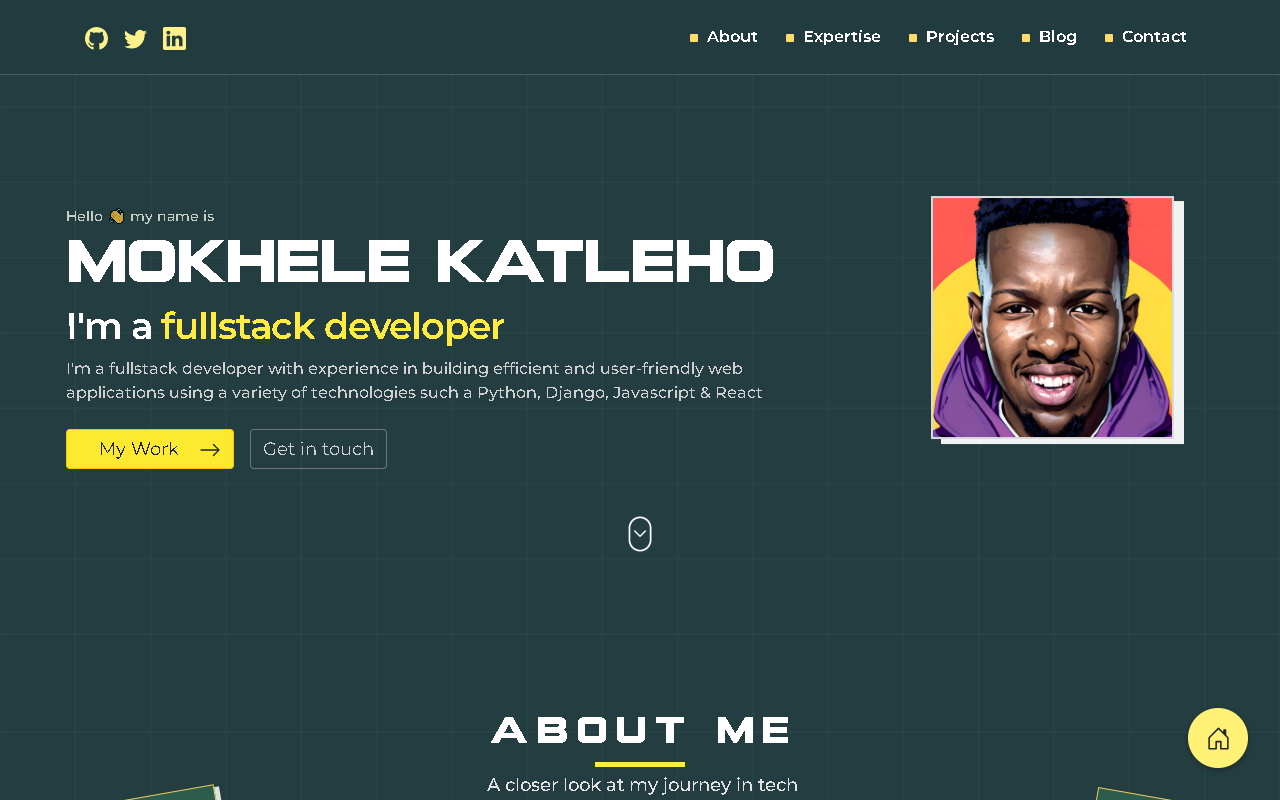 in
About
Expertise
Projects
Blog
Contact
Hello 👋 my name is
MOKHELE KATLEHO
I'm a fullstack developer
I'm a fullstack developer with experience in building efficient and user-friendly web
applications using a variety of technologies such a Python, Django, Javascript & React
My Work
Get in touch
ABOUT ME
A closer look at my journey in tech